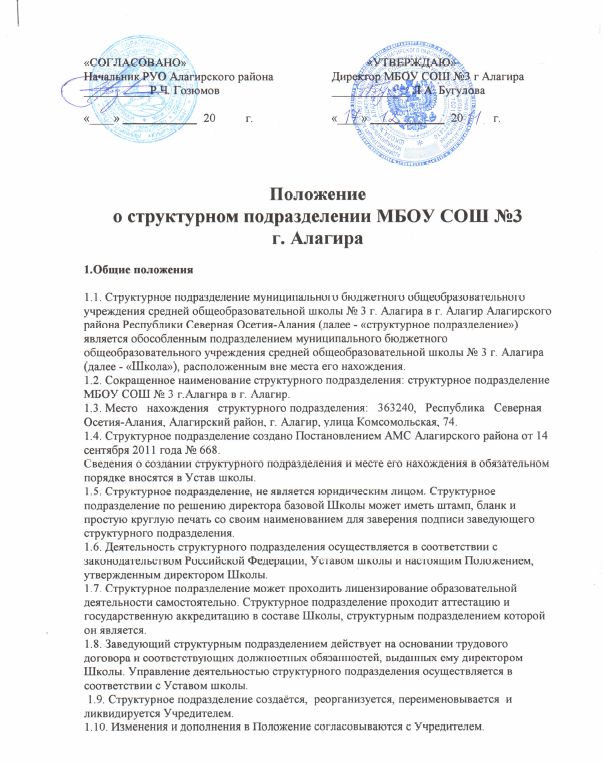 «СОГЛАСОВАНО» «УТВЕРЖДАЮ»
Начальник РУО Алагирского района Директор МБОУ СОШ №3 г Алагира
Р.Ч. Гозюмов Л.А. Бугулова
«____» ____________ 20 г. « 17 » 12 20 1 г.
Положение
о структурном подразделении МБОУ СОШ №3
г. Алагира
1.Общие положения
1.1. Структурное подразделение муниципального бюджетного общеобразовательного
учреждения средней общеобразовательной школы № 3 г. Алагира в г. Алагир Алагирского
района Республики Северная Осетия-Алания (далее - «структурное подразделение»)
является обособленным подразделением муниципального бюджетного
общеобразовательного учреждения средней общеобразовательной школы № 3 г. Алагира
(далее - «Школа»), расположенным вне места его нахождения.
1.2. Сокращенное наименование структурного подразделения: структурное подразделение
МБОУ СОШ № 3 г.Алагира в г. Алагир.
1.3. Место нахождения структурного подразделения: 363240, Республика Северная
Осетия-Алания, Алагирский район, г. Алагир, улица Комсомольская, 74.
1.4. Структурное подразделение создано Постановлением АМС Алагирского района от 14
сентября 2011 года № 668.
Сведения о создании структурного подразделения и месте его нахождения в обязательном
порядке вносятся в Устав школы.
1.5. Структурное подразделение, не является юридическим лицом. Структурное
подразделение по решению директора базовой Школы может иметь штамп, бланк и
простую круглую печать со своим наименованием для заверения подписи заведующего
структурного подразделения.
1.6. Деятельность структурного подразделения осуществляется в соответствии с
законодательством Российской Федерации, Уставом школы и настоящим Положением,
утвержденным директором Школы.
1.7. Структурное подразделение может проходить лицензирование образовательной
деятельности самостоятельно. Структурное подразделение проходит аттестацию и
государственную аккредитацию в составе Школы, структурным подразделением которой
он является.
1.8. Заведующий структурным подразделением действует на основании трудового
договора и соответствующих должностных обязанностей, выданных ему директором
Школы. Управление деятельностью структурного подразделения осуществляется в
соответствии с Уставом школы.
1.9. Структурное подразделение создаётся, реорганизуется, переименовывается и
ликвидируется Учредителем.
1.10. Изменения и дополнения в Положение согласовываются с Учредителем.